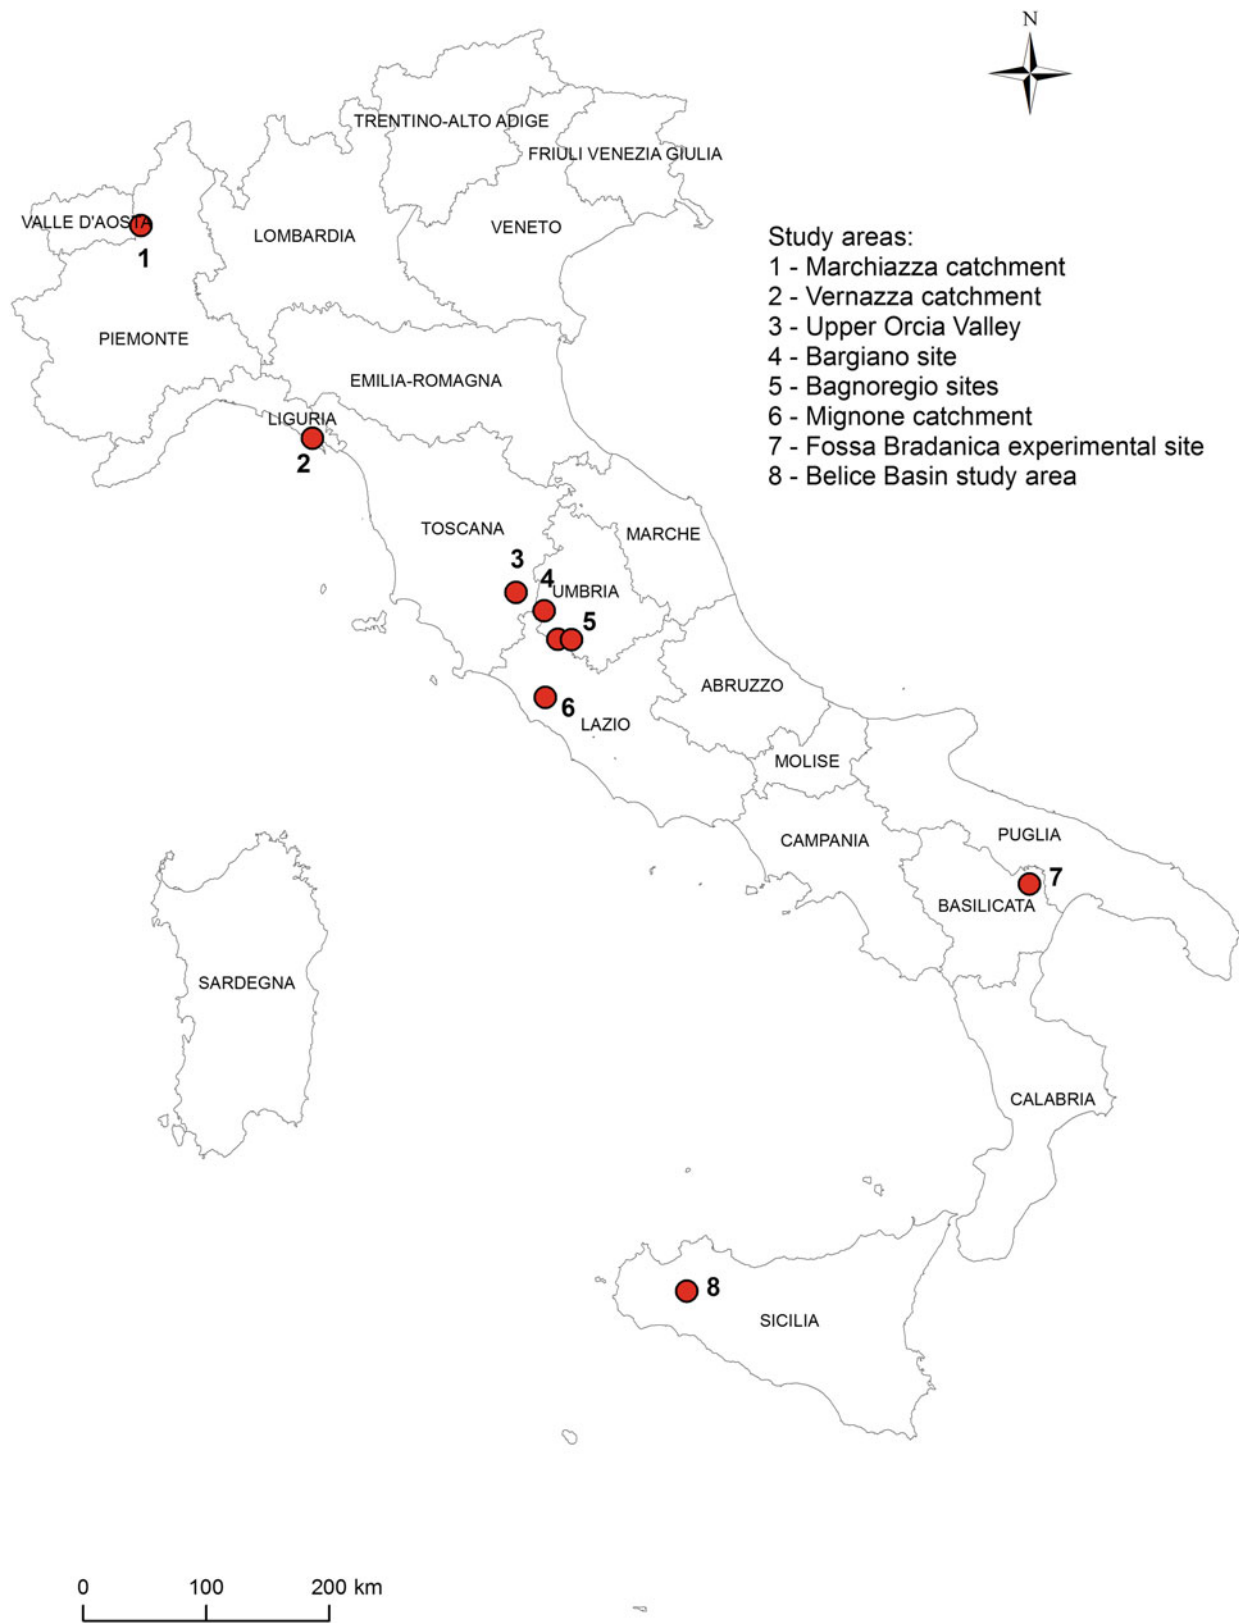 N
TRENTINO-ALTO ADIGE
FRIULI VENEZIA GIULIA
VALLE D'AOSTA
LOMBARDIA
VENETO
1
PIEMONTE
EMILIA-ROMAGNA
LIGURIA
2
Study areas:
1 - Marchiazza catchment
2 - Vernazza catchment
3 - Upper Orcia Valley
4 - Bargiano site
5 - Bagnoregio sites
6 - Mignone catchment
7 - Fossa Bradanica experimental site
8 - Belice Basin study area
TOSCANA
MARCHE
3
4
UMBRIA
5
ABRUZZO
6
LAZIO
MOLISE
CAMPANIA
PUGLIA
7
BASILICATA
SARDEGNA
CALABRIA
8
SICILIA
0 100 200 km